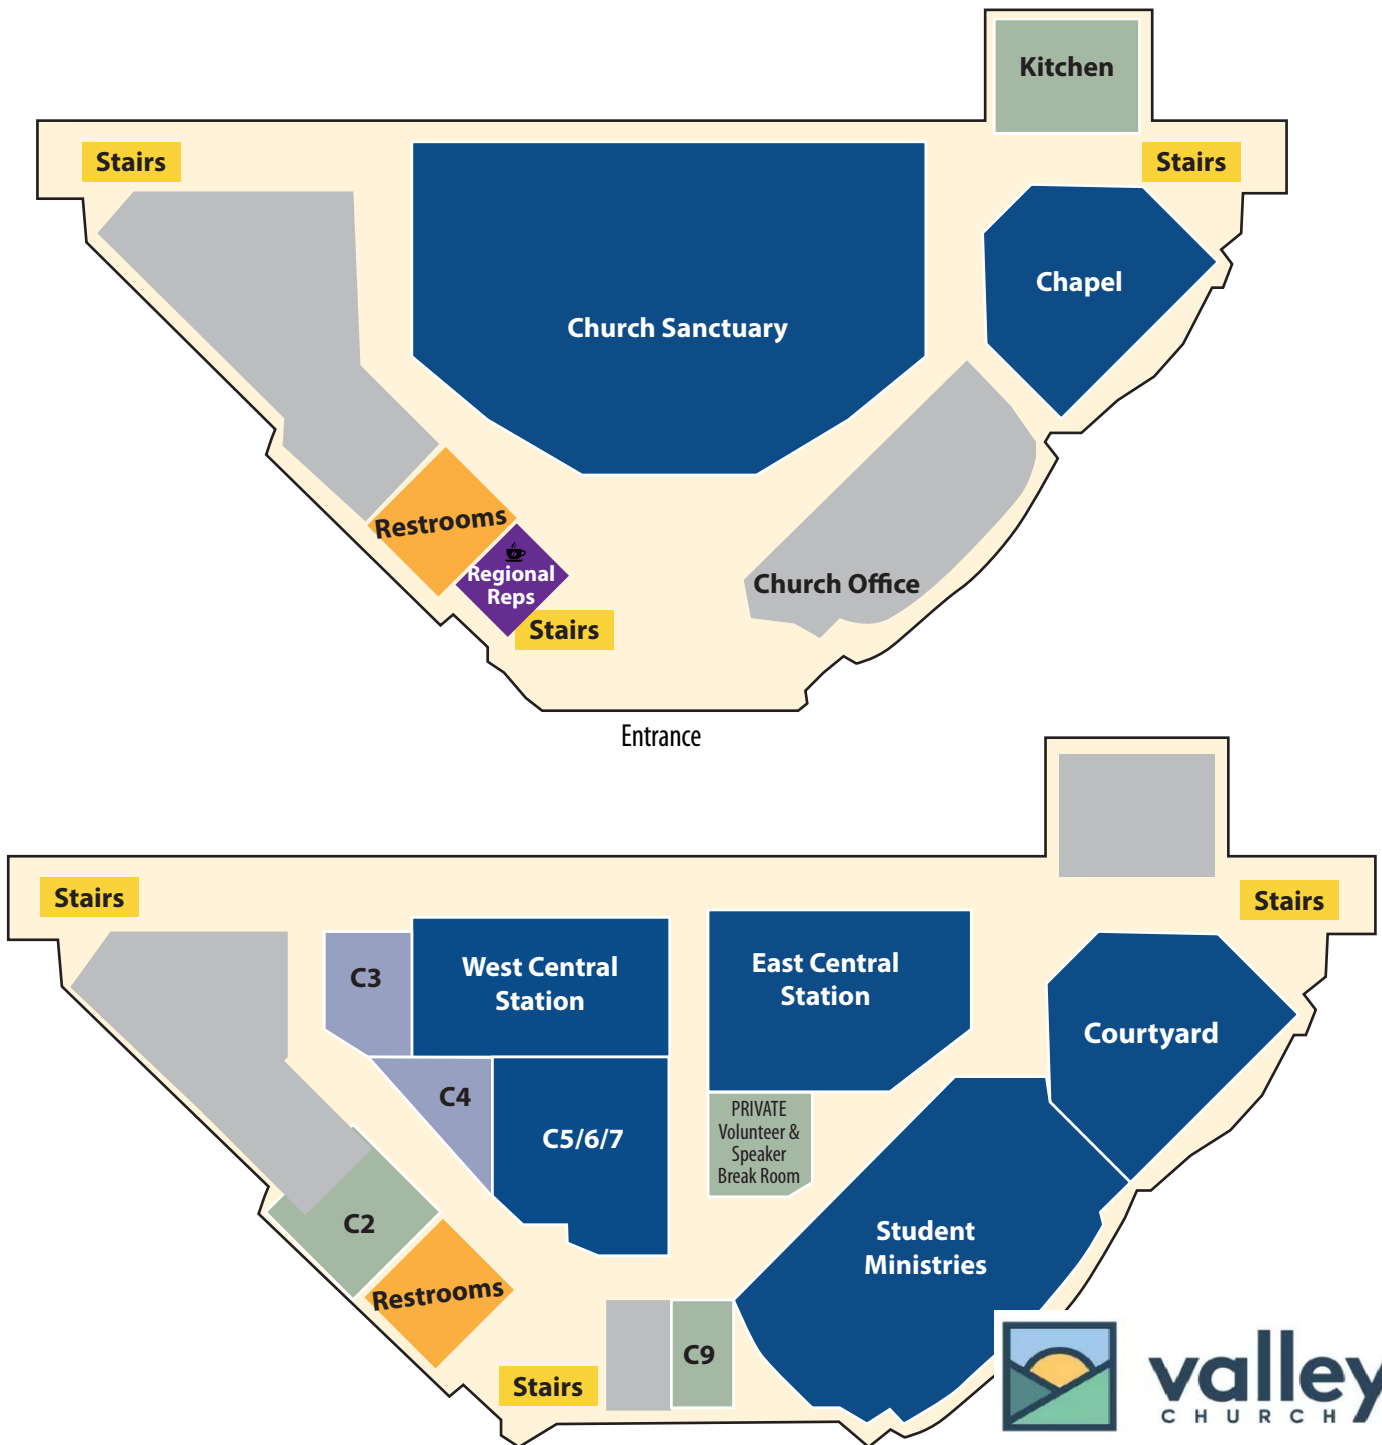 Kitchen
Stairs
Stairs
Chapel
Church Sanctuary
Restrooms
Regional
Reps
Church Office
Stairs
Entrance
Stairs
Stairs
C3
West Central
Station
East Central
Station
Courtyard
C4
C5/6/7
PRIVATE
Volunteer &
Speaker
Break Room
C2
Student
Ministries
Restrooms
C9
Stairs
valley
CHURCH